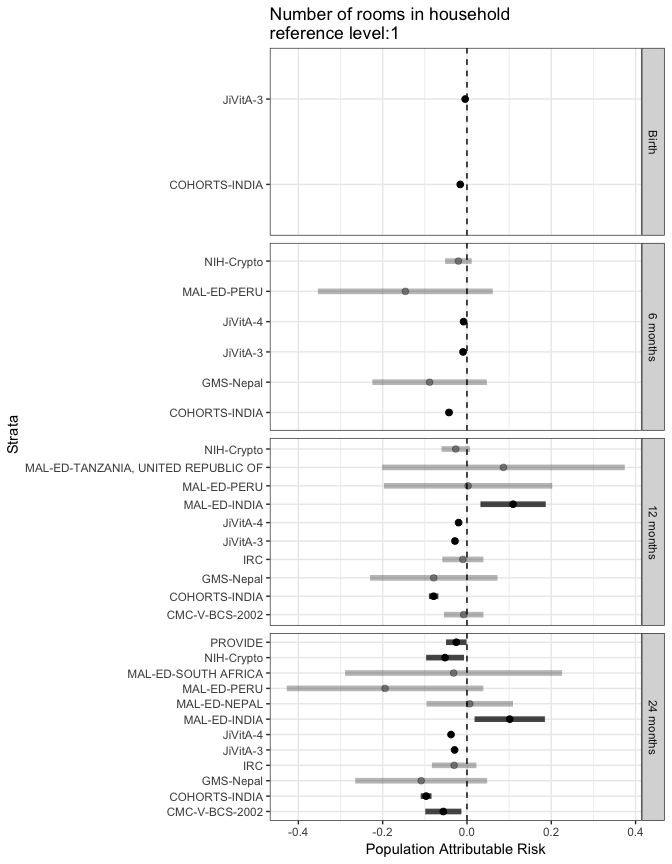 Number of rooms in household
reference level:1
Strata
JiVitA-3
COHORTS-INDIA
Birth
NIH-Crypto
MAL-ED-PERU
JiVitA-4
JiVitA-3
GMS-Nepal
COHORTS-INDIA
6 months
NIH-Crypto
MAL-ED-TANZANIA, UNITED REPUBLIC OF
MAL-ED-PERU
MAL-ED-INDIA
JiVitA-4
JiVitA-3
IRC
GMS-Nepal
COHORTS-INDIA
CMC-V-BCS-2002
12 months
PROVIDE
NIH-Crypto
MAL-ED-SOUTH AFRICA
MAL-ED-PERU
MAL-ED-NEPAL
MAL-ED-INDIA
JiVitA-4
JiVitA-3
IRC
GMS-Nepal
COHORTS-INDIA
CMC-V-BCS-2002
24 months
-0.4 -0.2 0.0 0.2 0.4
Population Attributable Risk